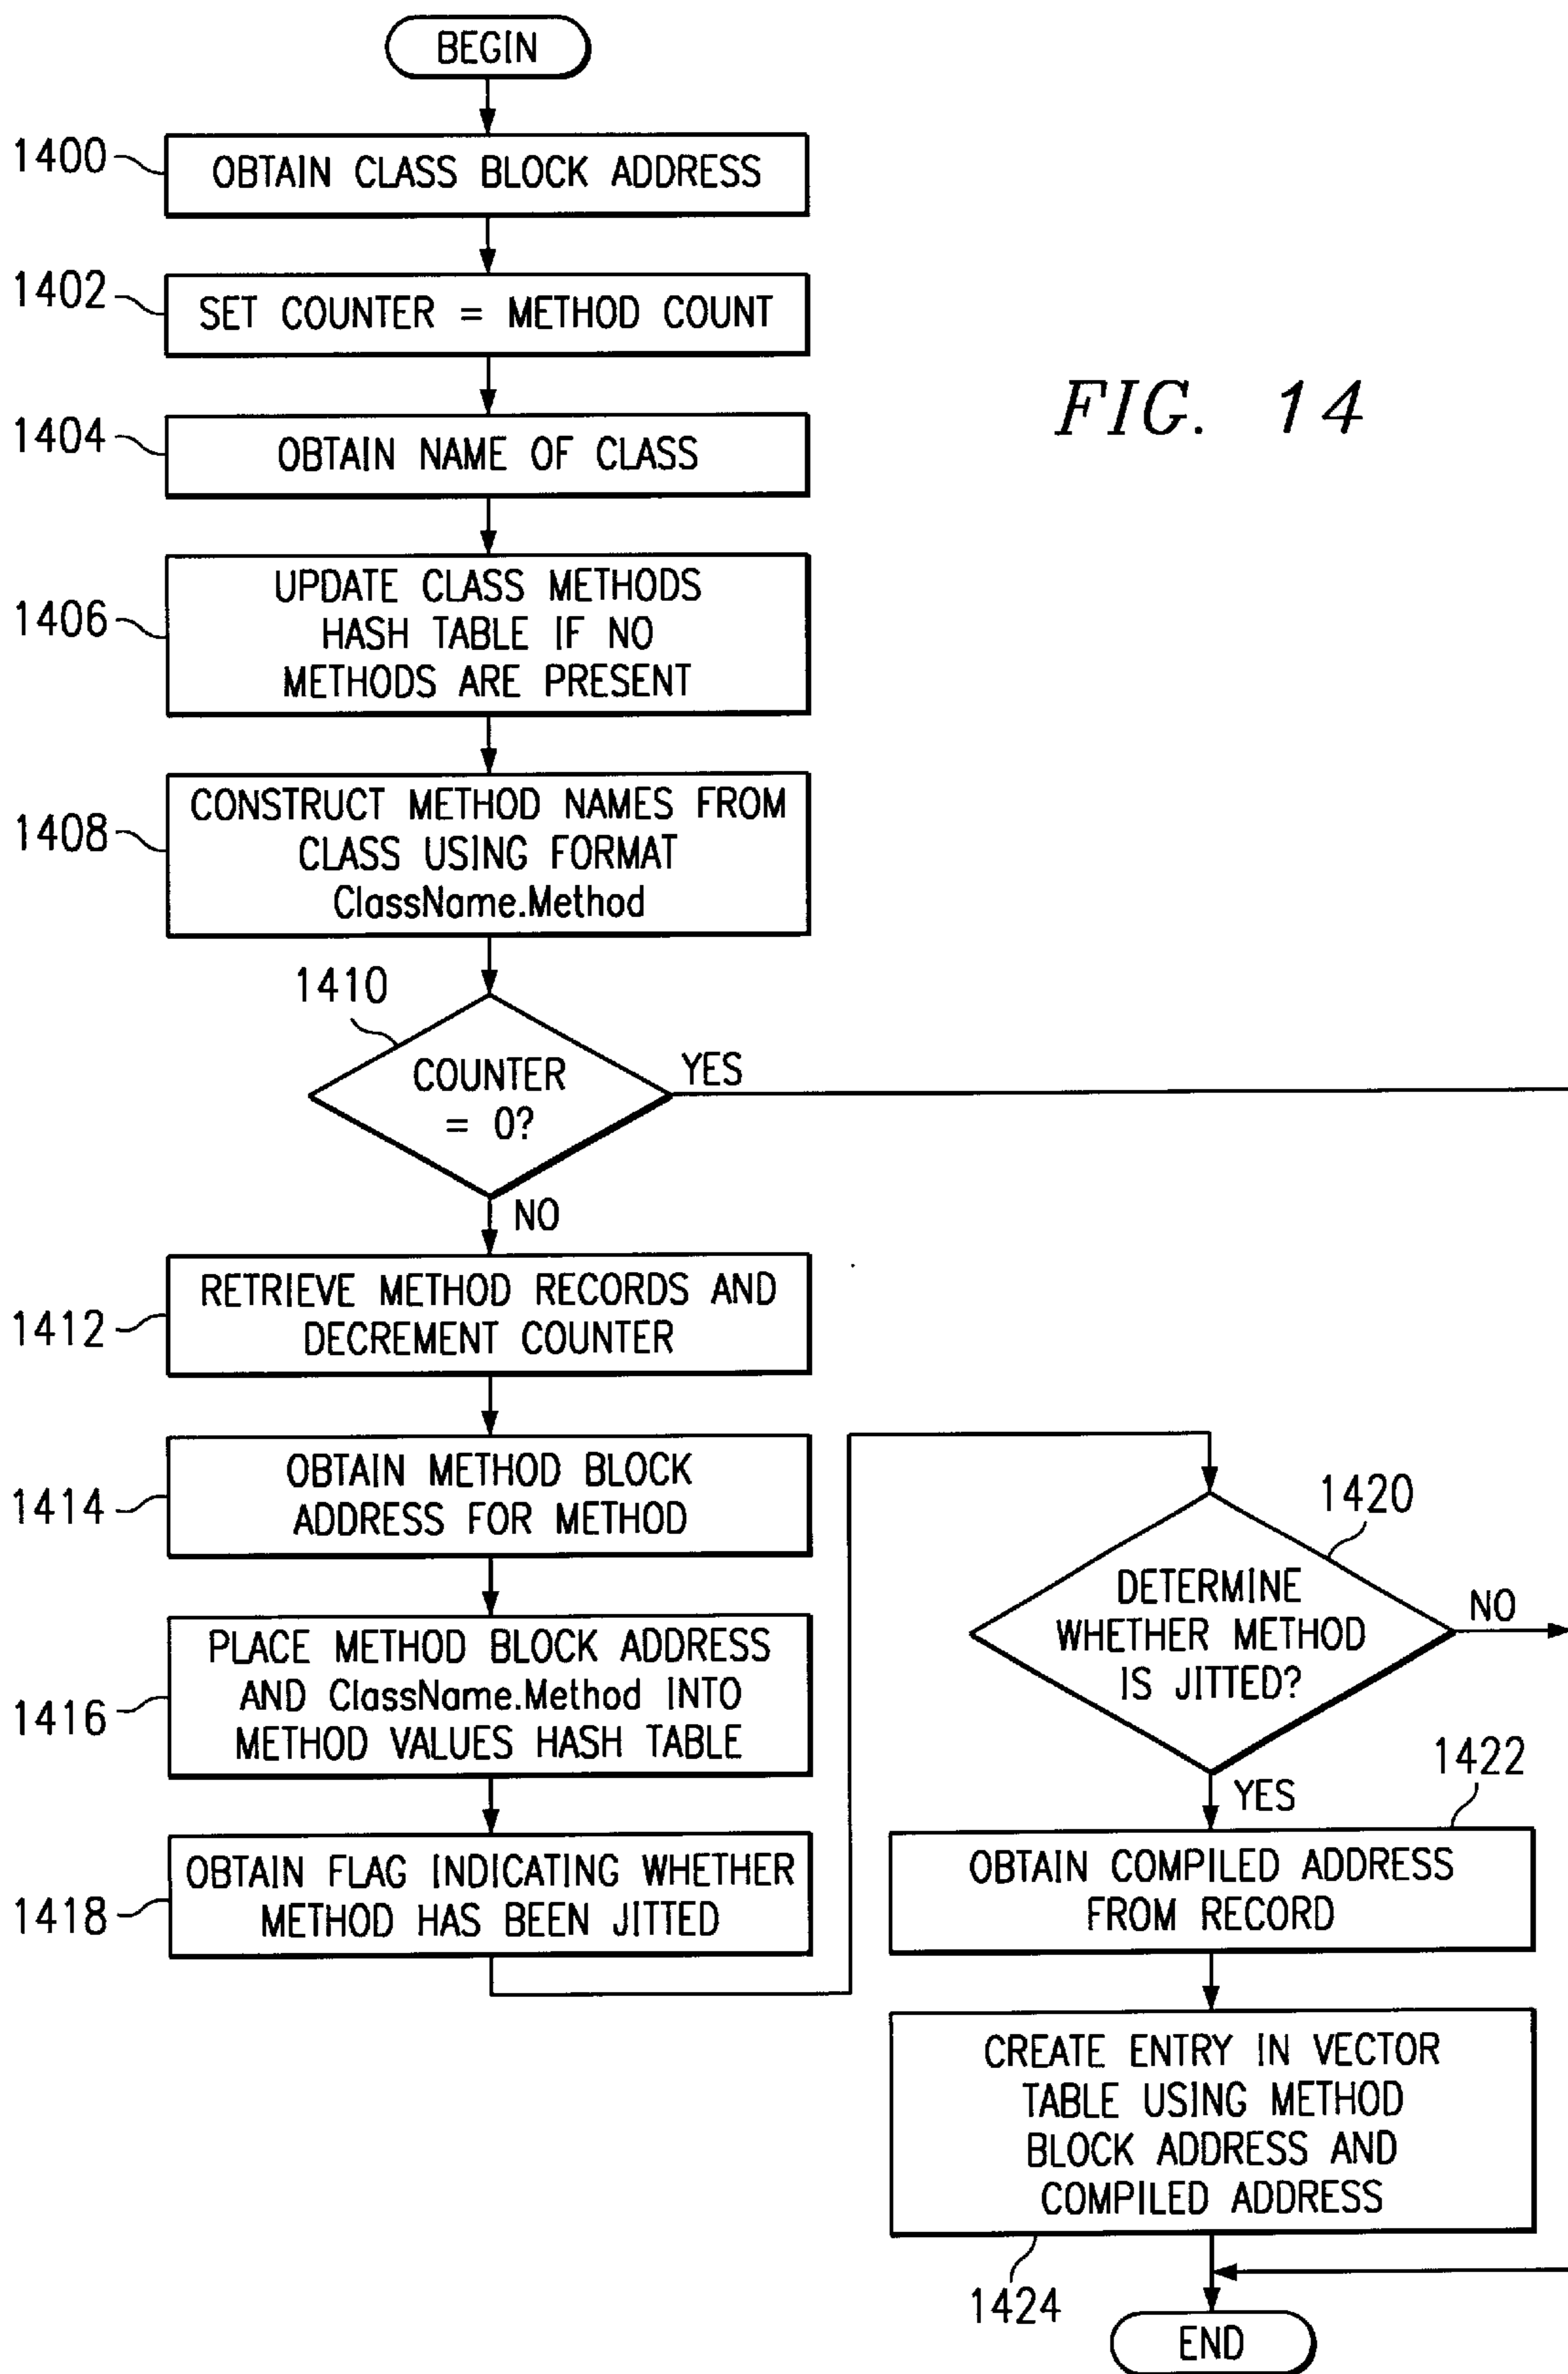 BEGIN
1400
OBTAIN CLASS BLOCK ADDRESS
1402
SET COUNTER = METHOD COUNT
FIG. 14
1404
OBTAIN NAME OF CLASS
1406
UPDATE CLASS METHODS
HASH TABLE IF NO
METHODS ARE PRESENT
1408
CONSTRUCT METHOD NAMES FROM
CLASS USING FORMAT
ClassName.Method
1410
COUNTER
= 0?
YES
NO
1412
RETRIEVE METHOD RECORDS AND
DECREMENT COUNTER
1414
OBTAIN METHOD BLOCK
ADDRESS FOR METHOD
1416
PLACE METHOD BLOCK ADDRESS
AND ClassName.Method INTO
METHOD VALUES HASH TABLE
1418
OBTAIN FLAG INDICATING WHETHER
METHOD HAS BEEN JITTED
1420
DETERMINE
WHETHER METHOD
IS JITTED?
NO
YES
1422
OBTAIN COMPILED ADDRESS
FROM RECORD
CREATE ENTRY IN VECTOR
TABLE USING METHOD
BLOCK ADDRESS AND
COMPILED ADDRESS
1424
END